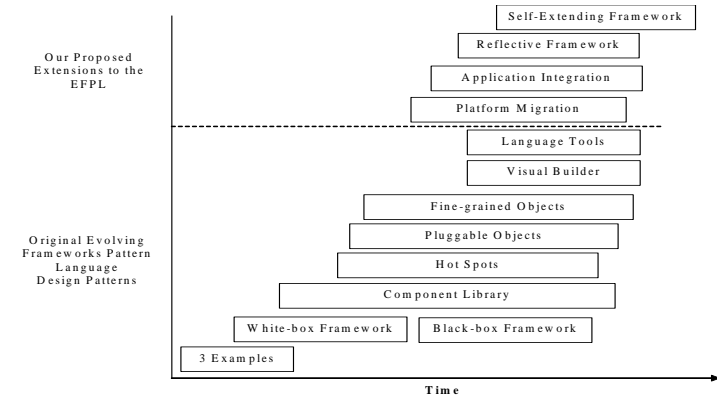 Self-Extending Framework
Reflective Framework
Application Integration
Platform Migration
Our Proposed
Extensions to the
EFPL
Language Tools
Visual Builder
Fine-grained Objects
Pluggable Objects
Hot Spots
Component Library
White-box Framework
Black-box Framework
3 Examples
Original Evolving
Frameworks Pattern
Language
Design Patterns
Time